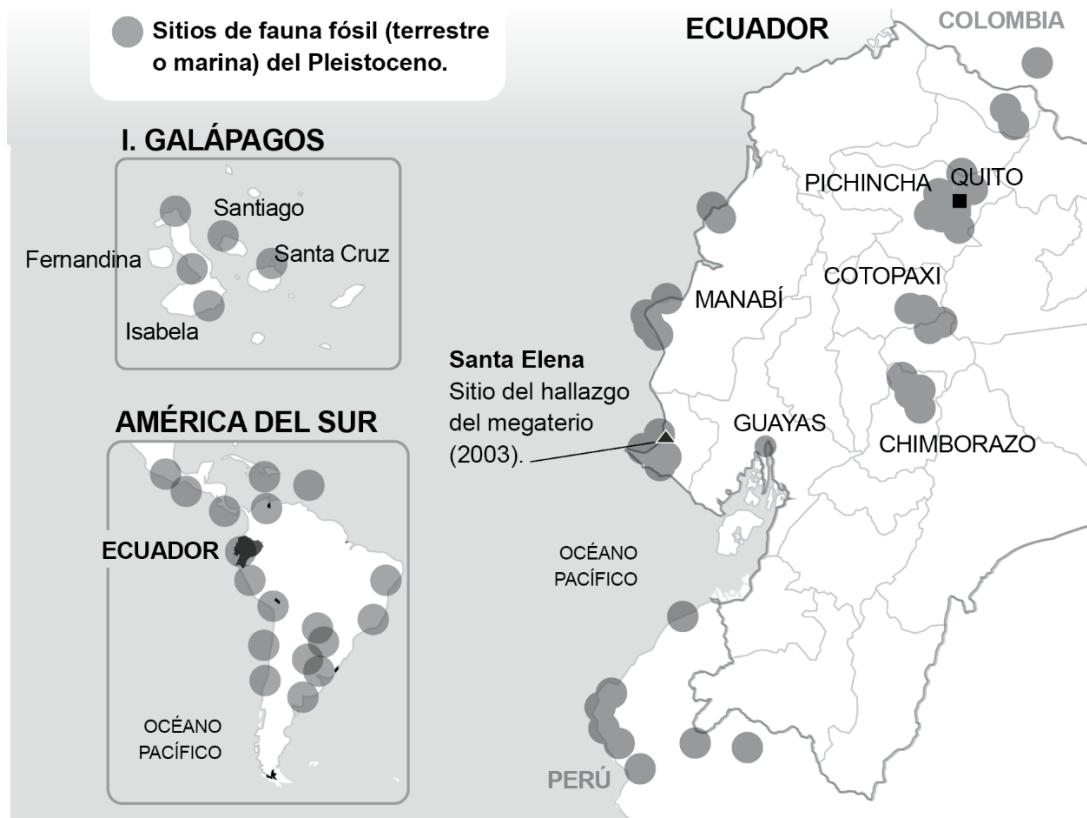 Sitios de fauna fósil (terrestre
o marina) del Pleistoceno.
ECUADOR
COLOMBIA
I. GALÁPAGOS
Santiago
Fernandina
Santa Cruz
Isabela
PICHINCHA
QUITO
COTOPAXI
MANABÍ
Santa Elena
Sitio del hallazgo
del megaterio
(2003).
GUAYAS
CHIMBORAZO
AMÉRICA DEL SUR
ECUADOR
OCÉANO
PACÍFICO
OCÉANO
PACÍFICO
PERÚ